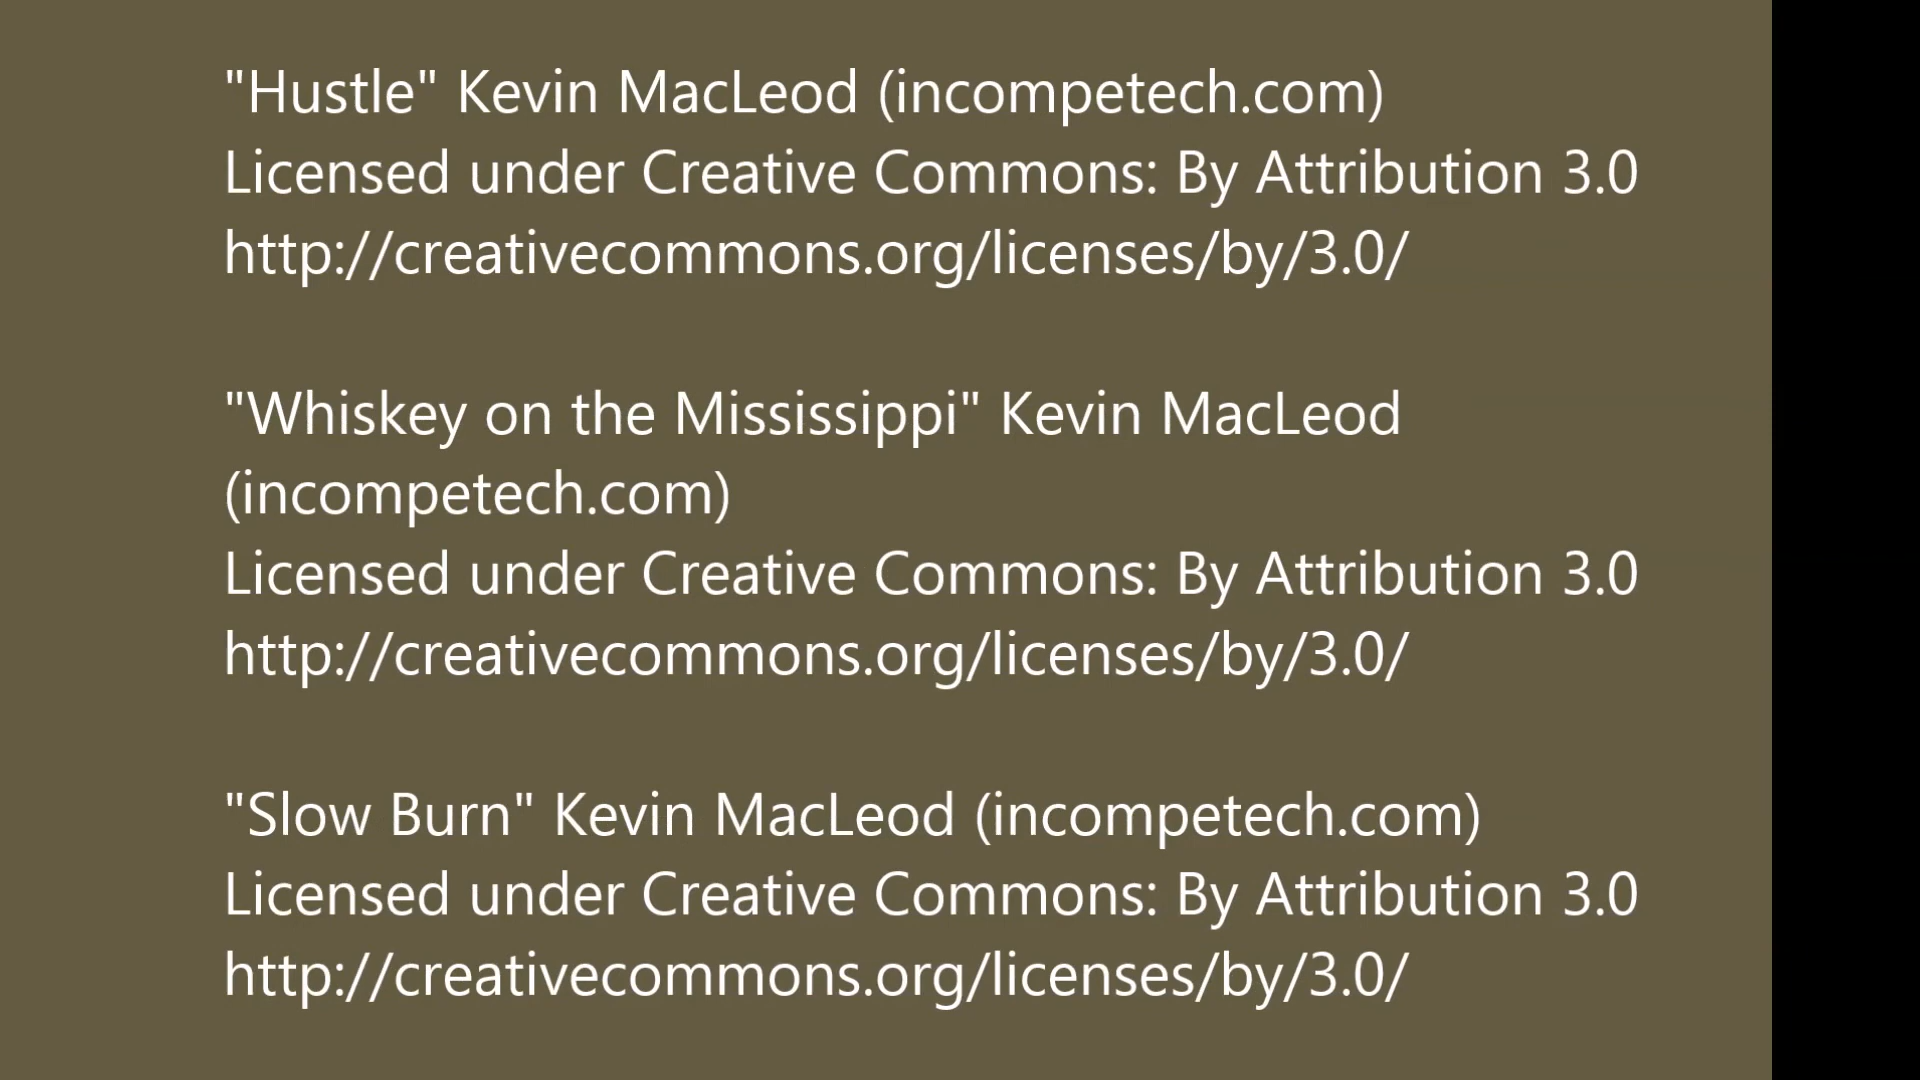 "Hustle" Kevin MacLeod (incompetech.com)
Licensed under Creative Commons: By Attribution 3.0
http://creativecommons.org/licenses/by/3.0/
"Whiskey on the Mississippi" Kevin MacLeod
(incompetech.com)
Licensed under Creative Commons: By Attribution 3.0
http://creativecommons.org/licenses/by/3.0/
"Slow Burn" Kevin MacLeod (incompetech.com)
Licensed under Creative Commons: By Attribution 3.0
http://creativecommons.org/licenses/by/3.0/